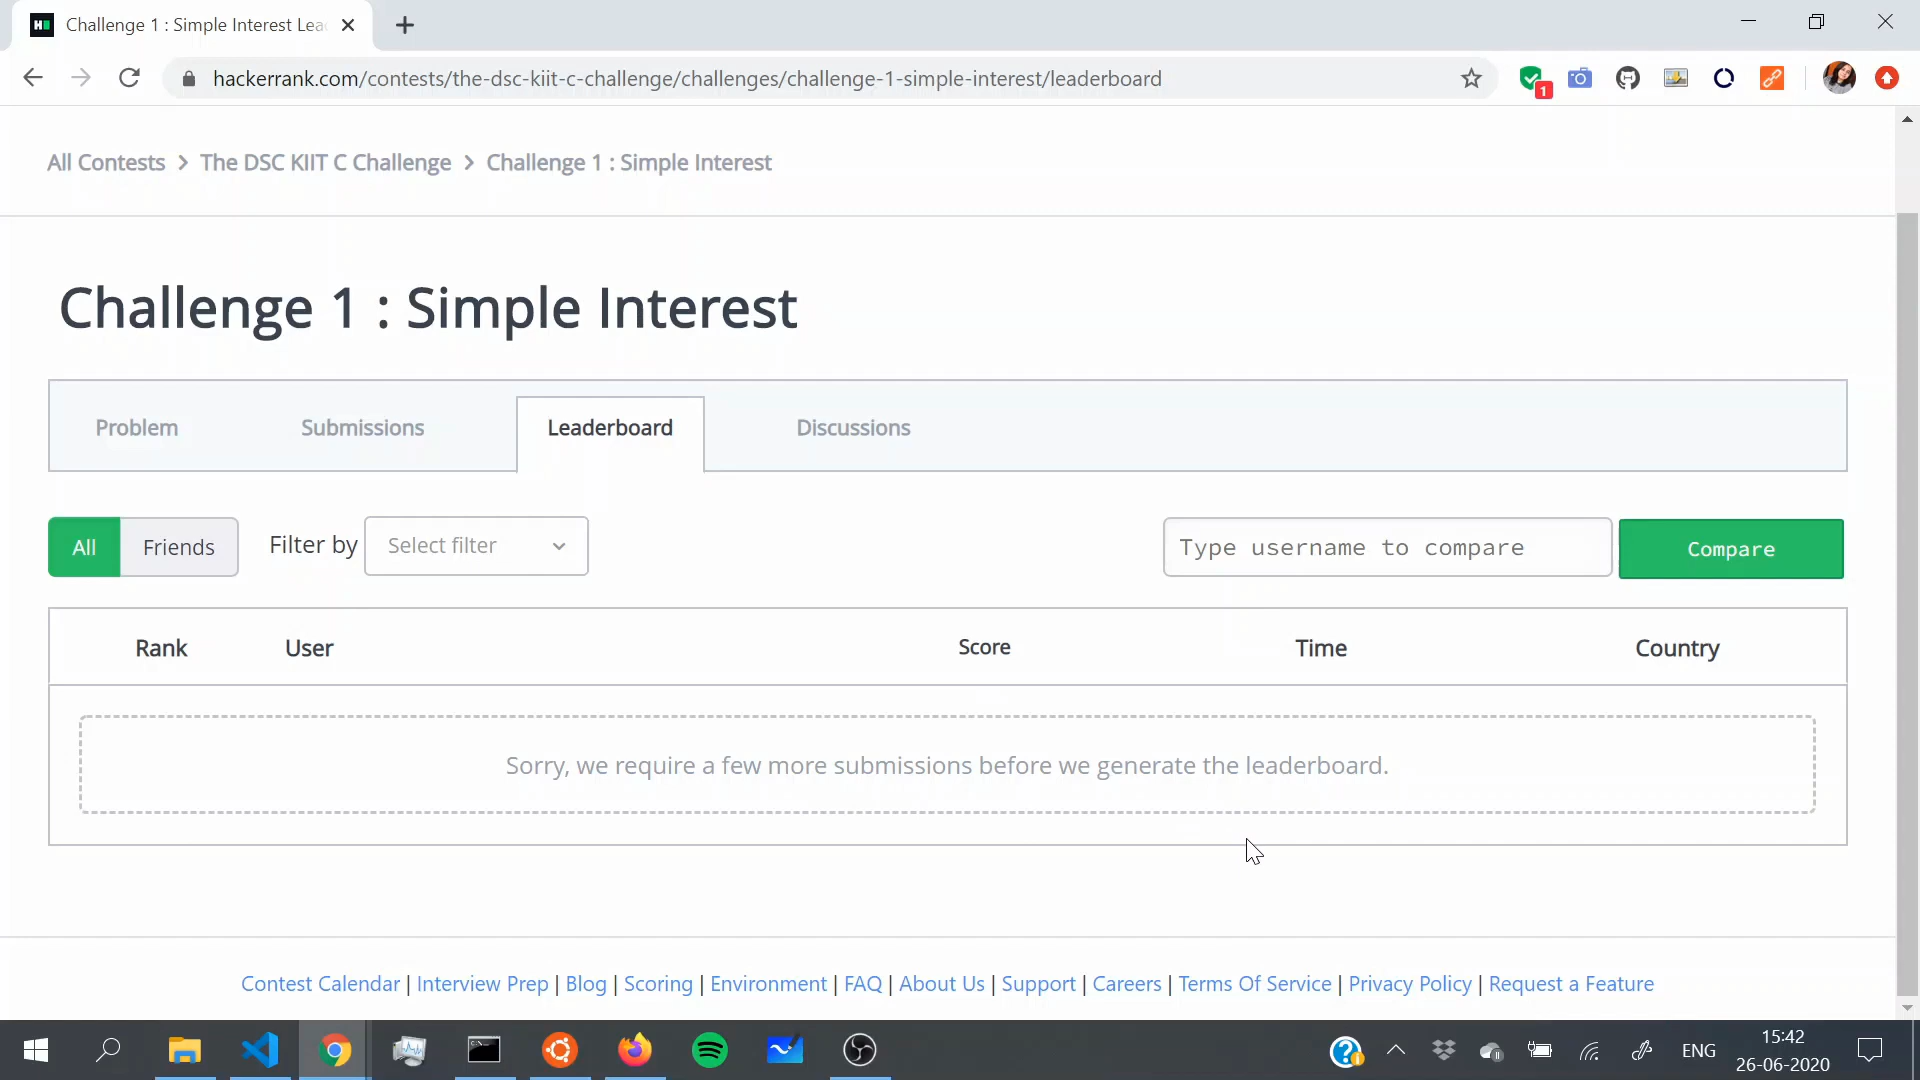 Challenge 1 : Simple Interest Lea
hackerrank.com/contests/the-dsc-kiit-c-challenge/challenges/challenge-1-simple-interest/leaderboard
1
All Contests > The DSC KIIT C Challenge > Challenge 1 : Simple Interest
Challenge 1 : Simple Interest
Problem Submissions Leaderboard Discussions
All Friends Filter by Select filter Type username to compare Compare
Rank User Score Time Country
Sorry, we require a few more submissions before we generate the leaderboard.
Contest Calendar | Interview Prep | Blog | Scoring | Environment | FAQ | About Us | Support | Careers | Terms Of Service | Privacy Policy | Request a Feature
ENG
15:42
26-06-2020